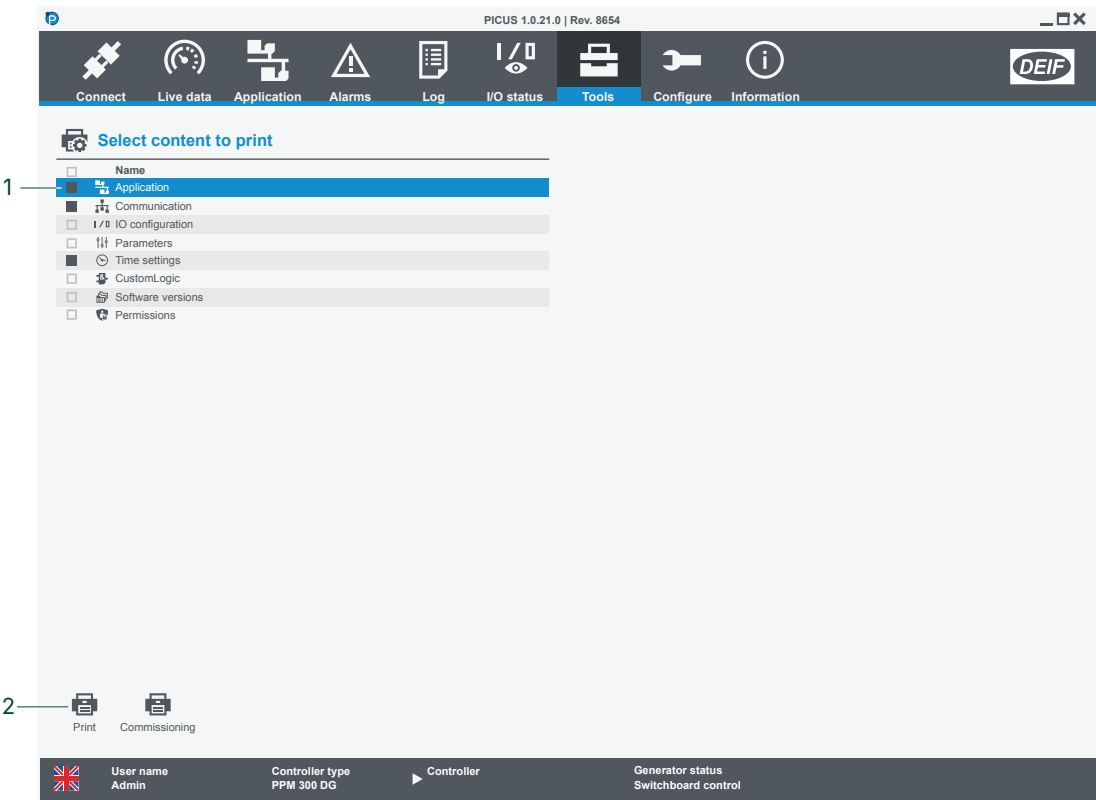 PICUS 1.0.21.0 | Rev. 8654
Connect Live data Application Alarms Log I/O status Tools Configure Information
DEIF
Select content to print
Name
1
Application
Communication
IO configuration
Parameters
Time settings
CustomLogic
Software versions
Permissions
2
Print Commissioning
User name Controller type Controller Generator status
Admin PPM 300 DG Switchboard control